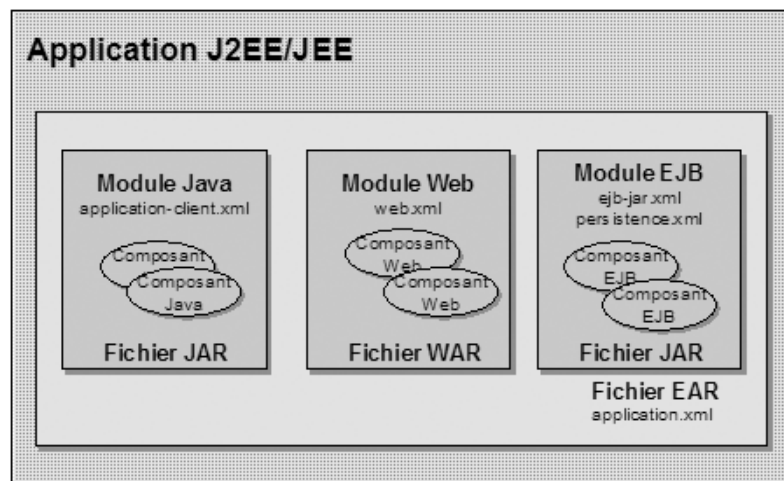 Application J2EE/JEE
Module Java
application-client.xml
Composant
Composant
Java
Fichier JAR
Module Web
web.xml
Composant
Web
Composant
Web
Fichier WAR
Module EJB
ejb-jar.xml
persistence.xml
Composant
EJB
Composant
EJB
Fichier JAR
Fichier EAR
application.xml